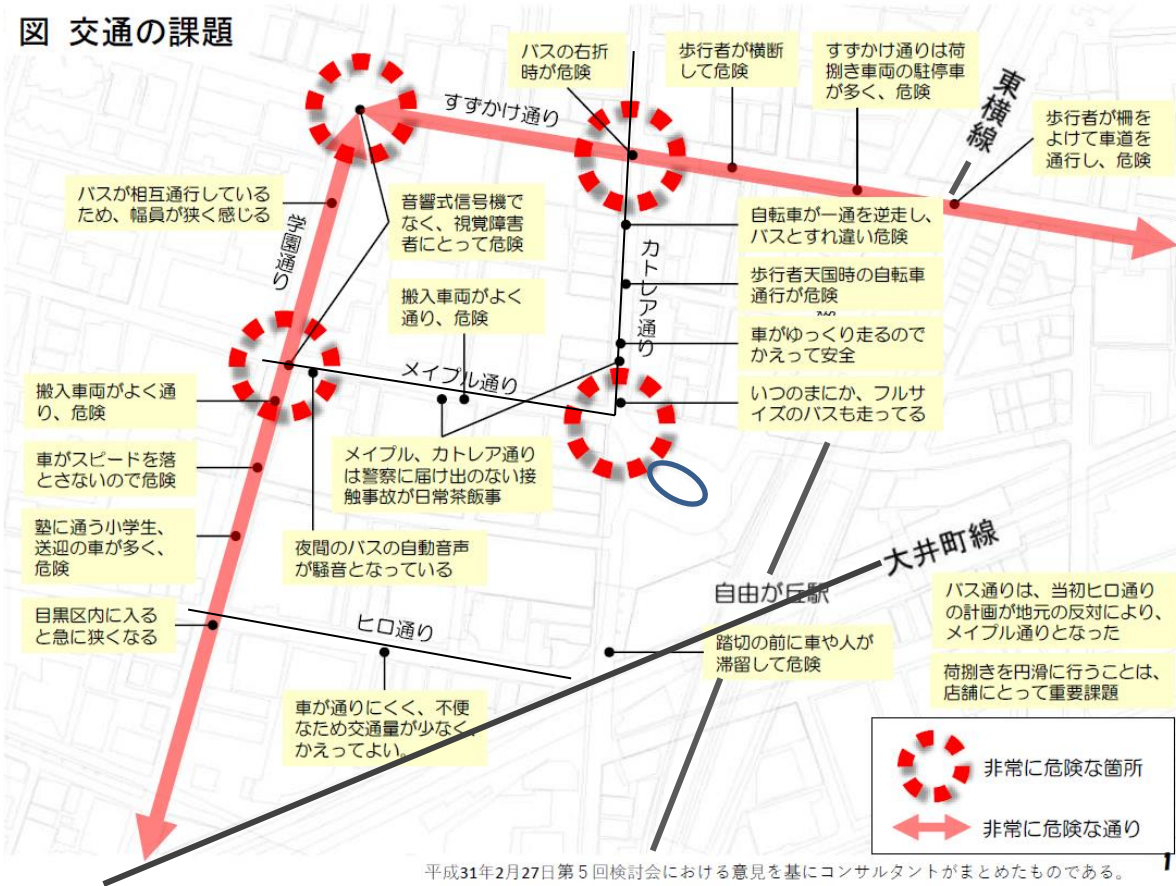 図 交通の課題
バスの右折
時が危険
歩行者が横断
して危険
すずかけ通りは荷
捌き車両の駐停車
が多く、危険
東横線
歩行者が柵を
よけて車道を
通行し、危険
すずかけ通り
バスが相互通行している
ため、幅員が狭く感じる
学園通り
音響式信号機で
なく、視覚障害
者にとって危険
自転車が一通を逆走し、
バスとすれ違い危険
カトレア通り
歩行者天国時の自転車
通行が危険
搬入車両がよく
通り、危険
車がゆっくり走るので
かえって安全
メイプル通り
いつのまにか、フルサ
イズのバスも走ってる
搬入車両がよく通
り、危険
メイプル、カトレア通り
は警察に届け出のない接
触事故が日常茶飯事
車がスピードを落
とさないので危険
塾に通う小学生、
送迎の車が多く、
危険
夜間のバスの自動音声
が騒音となっている
大井町線
自由が丘駅
目黒区内に入る
と急に狭くなる
ヒロ通り
踏切の前に車や人が
滞留して危険
バス通りは、当初ヒロ通り
の計画が地元の反対により、
メイプル通りとなった
荷捌きを円滑に行うことは、
店舗にとって重要課題
車が通りにくく、不便
なため交通量が少なく、
かえってよい。
非常に危険な箇所
非常に危険な通り
平成31年2月27日第5回検討会における意見を基にコンサルタントがまとめたものである。
1